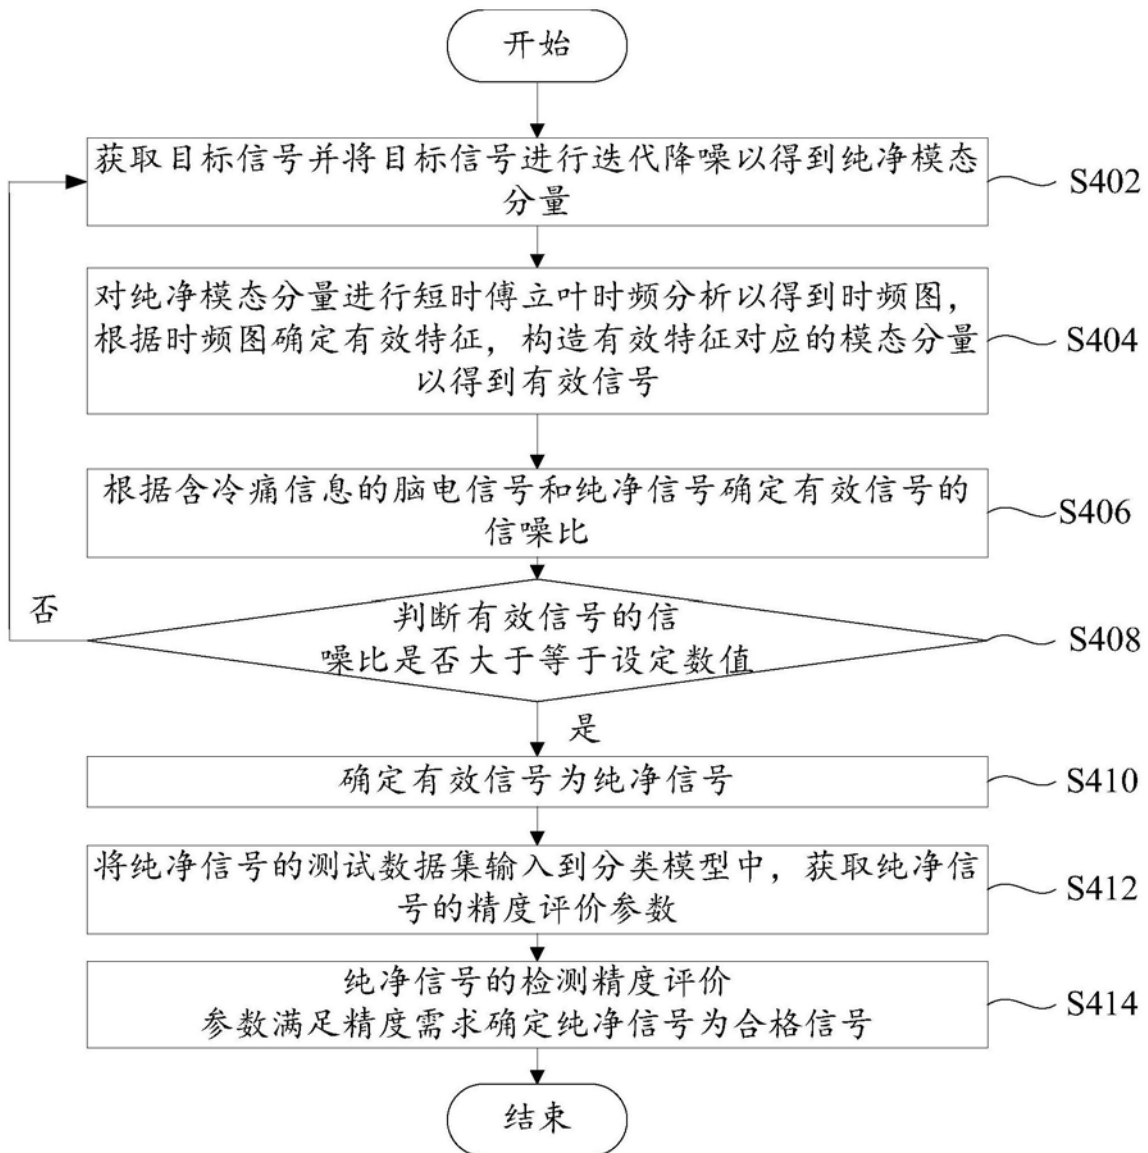 开始
获取目标信号并将目标信号进行迭代降噪以得到纯净模态
分量
S402
对纯净模态分量进行短时傅立叶时频分析以得到时频图，
根据时频图确定有效特征，构造有效特征对应的模态分量
以得到有效信号
S404
根据含冷痛信息的脑电信号和纯净信号确定有效信号的
信噪比
S406
否
判断有效信号的信
噪比是否大于等于设定数值
S408
是
确定有效信号为纯净信号
S410
将纯净信号的测试数据集输入到分类模型中，获取纯净信
号的精度评价参数
S412
纯净信号的检测精度评价
参数满足精度需求确定纯净信号为合格信号
S414
结束